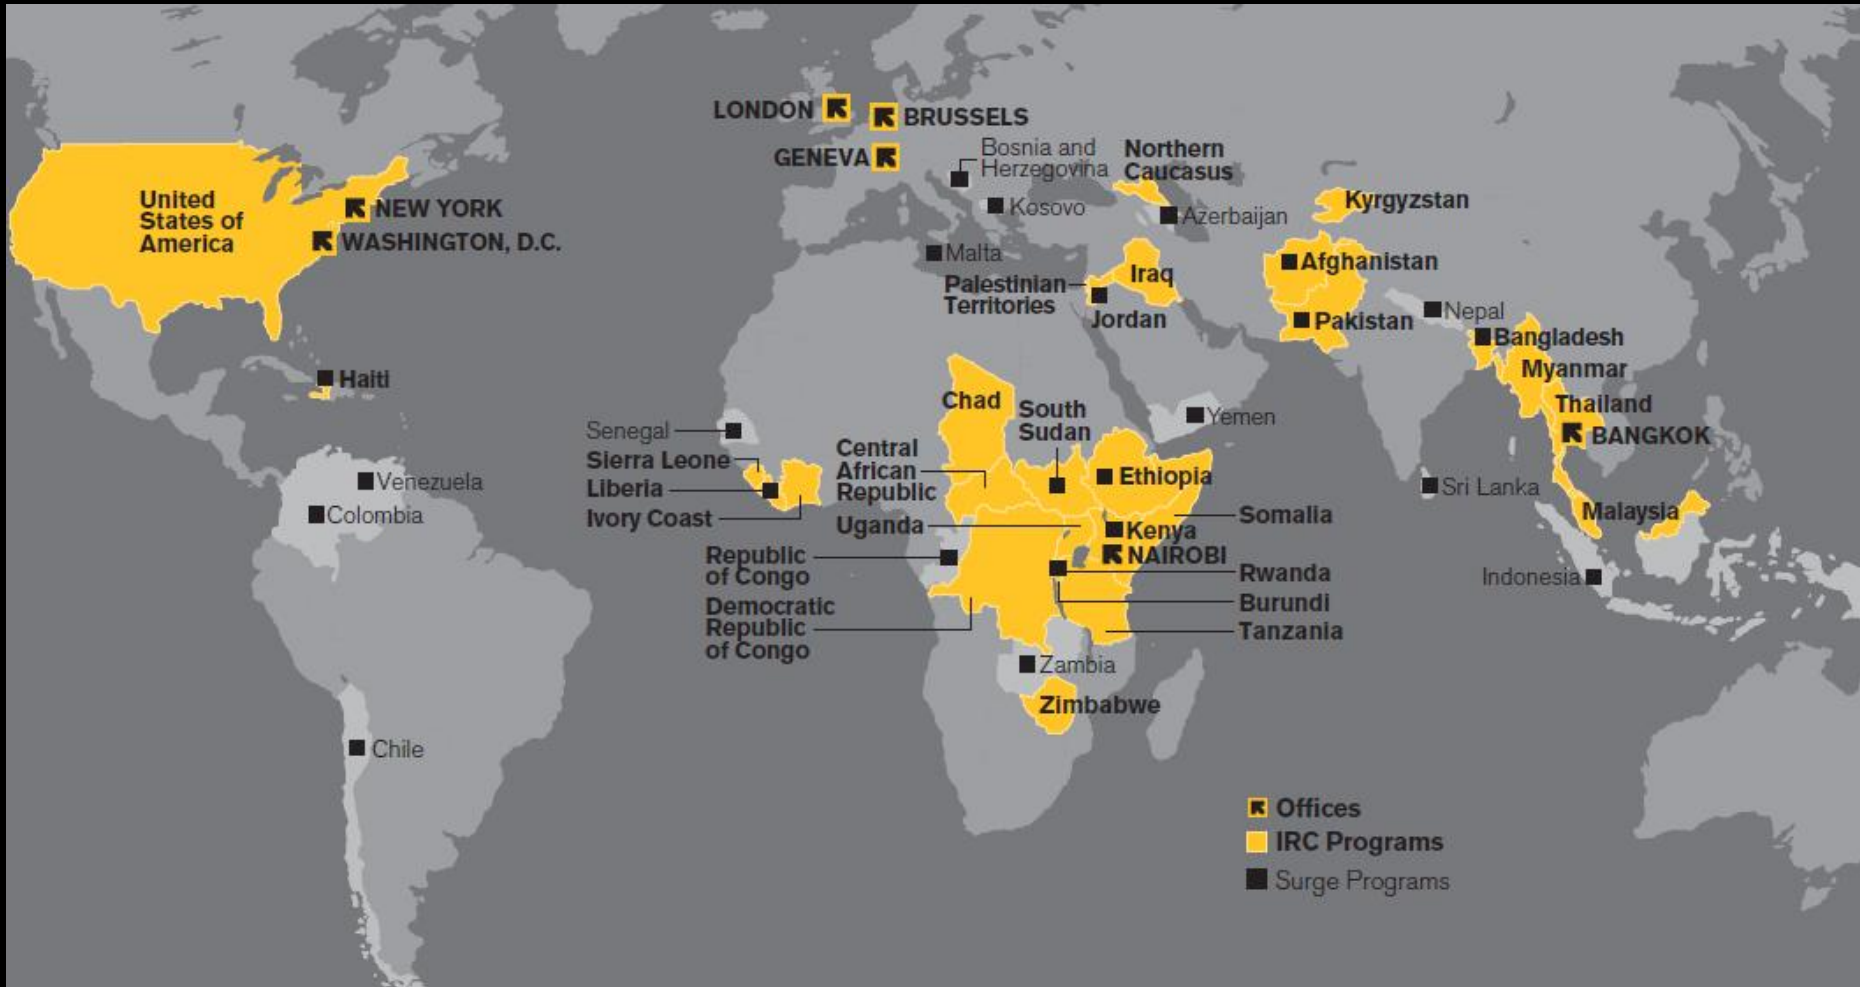 United
States of
America
NEW YORK
WASHINGTON, D.C.
Haiti
Venezuela
Colombia
Chile
LONDON
BRUSSELS
GENEVA
Bosnia and
Herzegovina
Kosovo
Malta
Northern
Caucasus
Azerbaijan
Kyrgyzstan
Palestinian
Territories
Iraq
Jordan
Afghanistan
Pakistan
Nepal
Bangladesh
Myanmar
Thailand
BANGKOK
Yemen
Sri Lanka
Malaysia
Indonesia
Senegal
Sierra Leone
Liberia
Ivory Coast
Chad
South
Sudan
Central
African
Republic
Ethiopia
Uganda
Kenya
NAIROBI
Somalia
Republic
of Congo
Democratic
Republic
of Congo
Rwanda
Burundi
Tanzania
Zambia
Zimbabwe
Offices
IRC Programs
Surge Programs